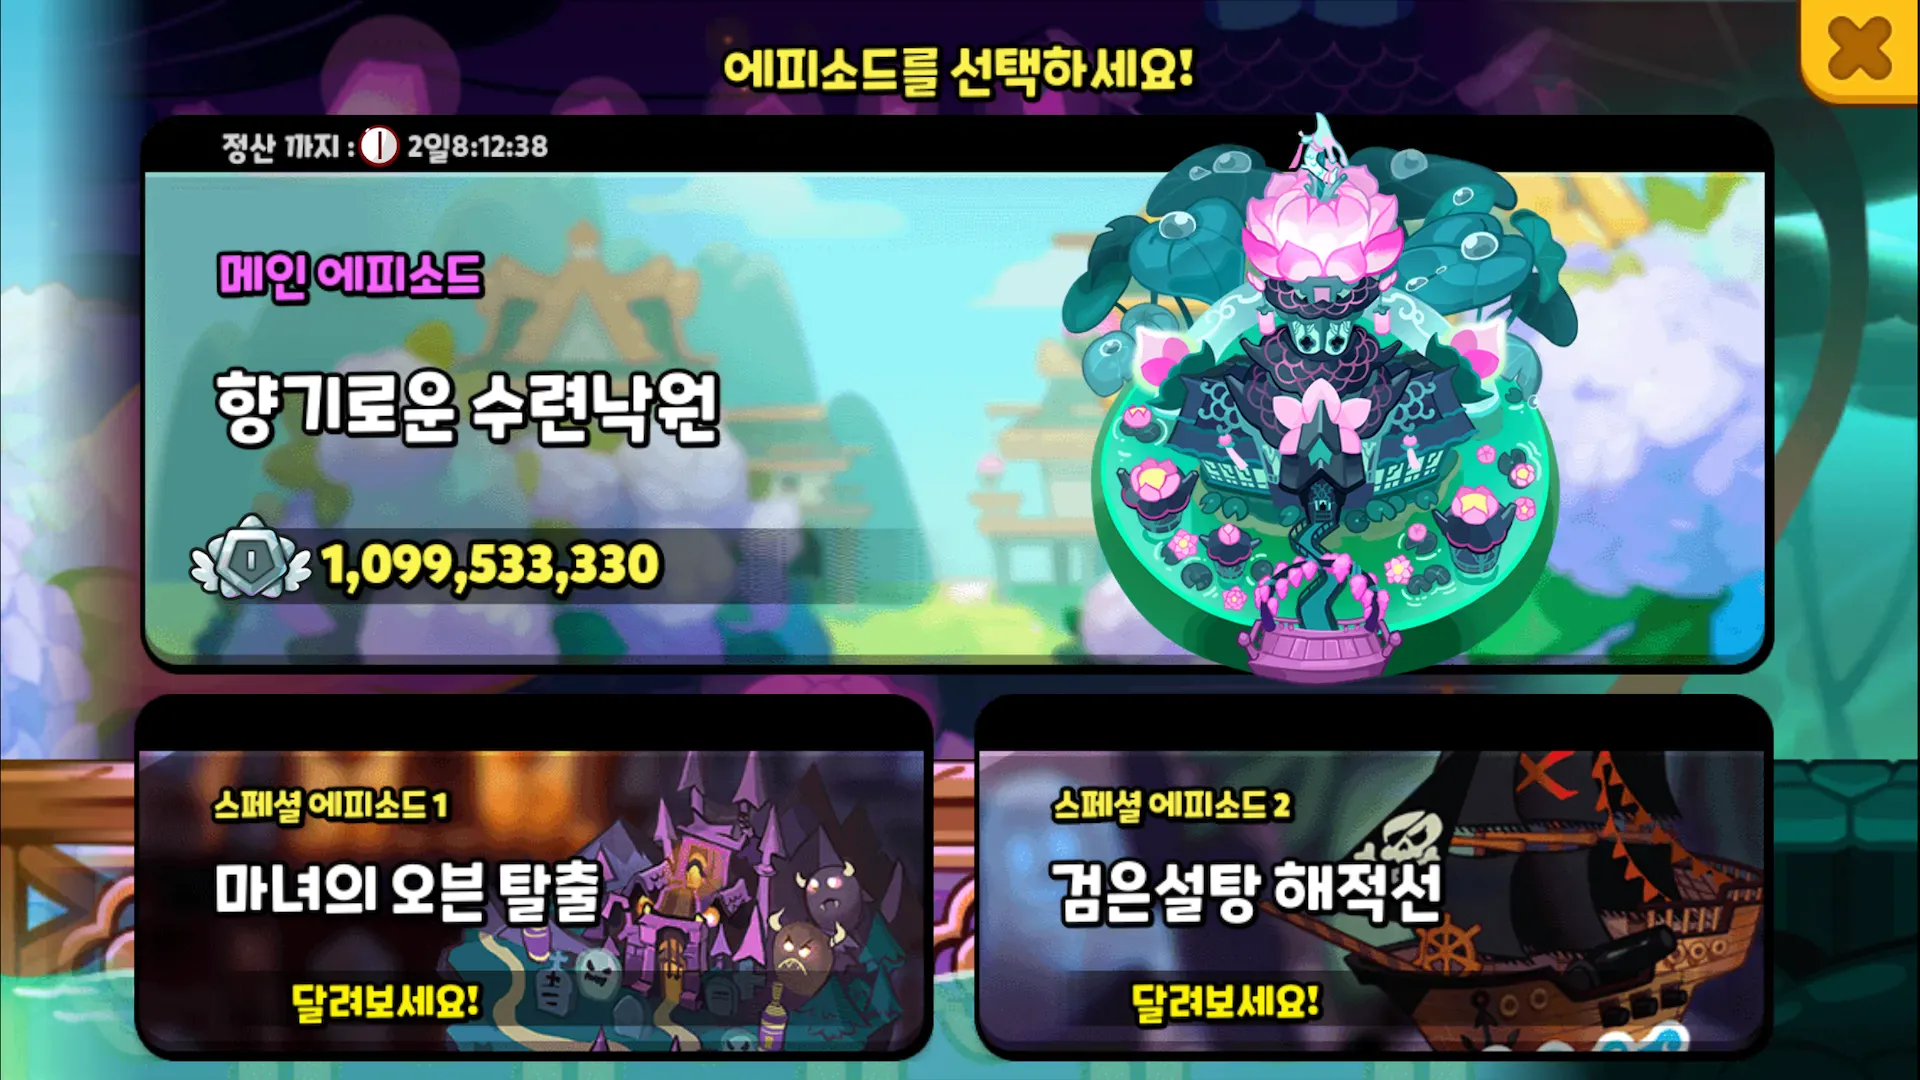 에피소드를 선택하세요!
정산 까지 : 2일8:12:38
메인 에피소드
향기로운 수련낙원
1,099,533,330
스페셜 에피소드 1
마녀의 오븐 탈출
달려보세요!
스페셜 에피소드 2
검은설탕 해적선
달려보세요!